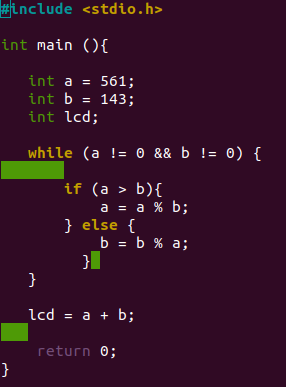 #include <stdio.h>
int main (){
int a = 561;
int b = 143;
int lcd;
while (a != 0 && b != 0) {
if (a > b){
a = a % b;
} else {
b = b % a;
}
}
lcd = a + b;
return 0;
}